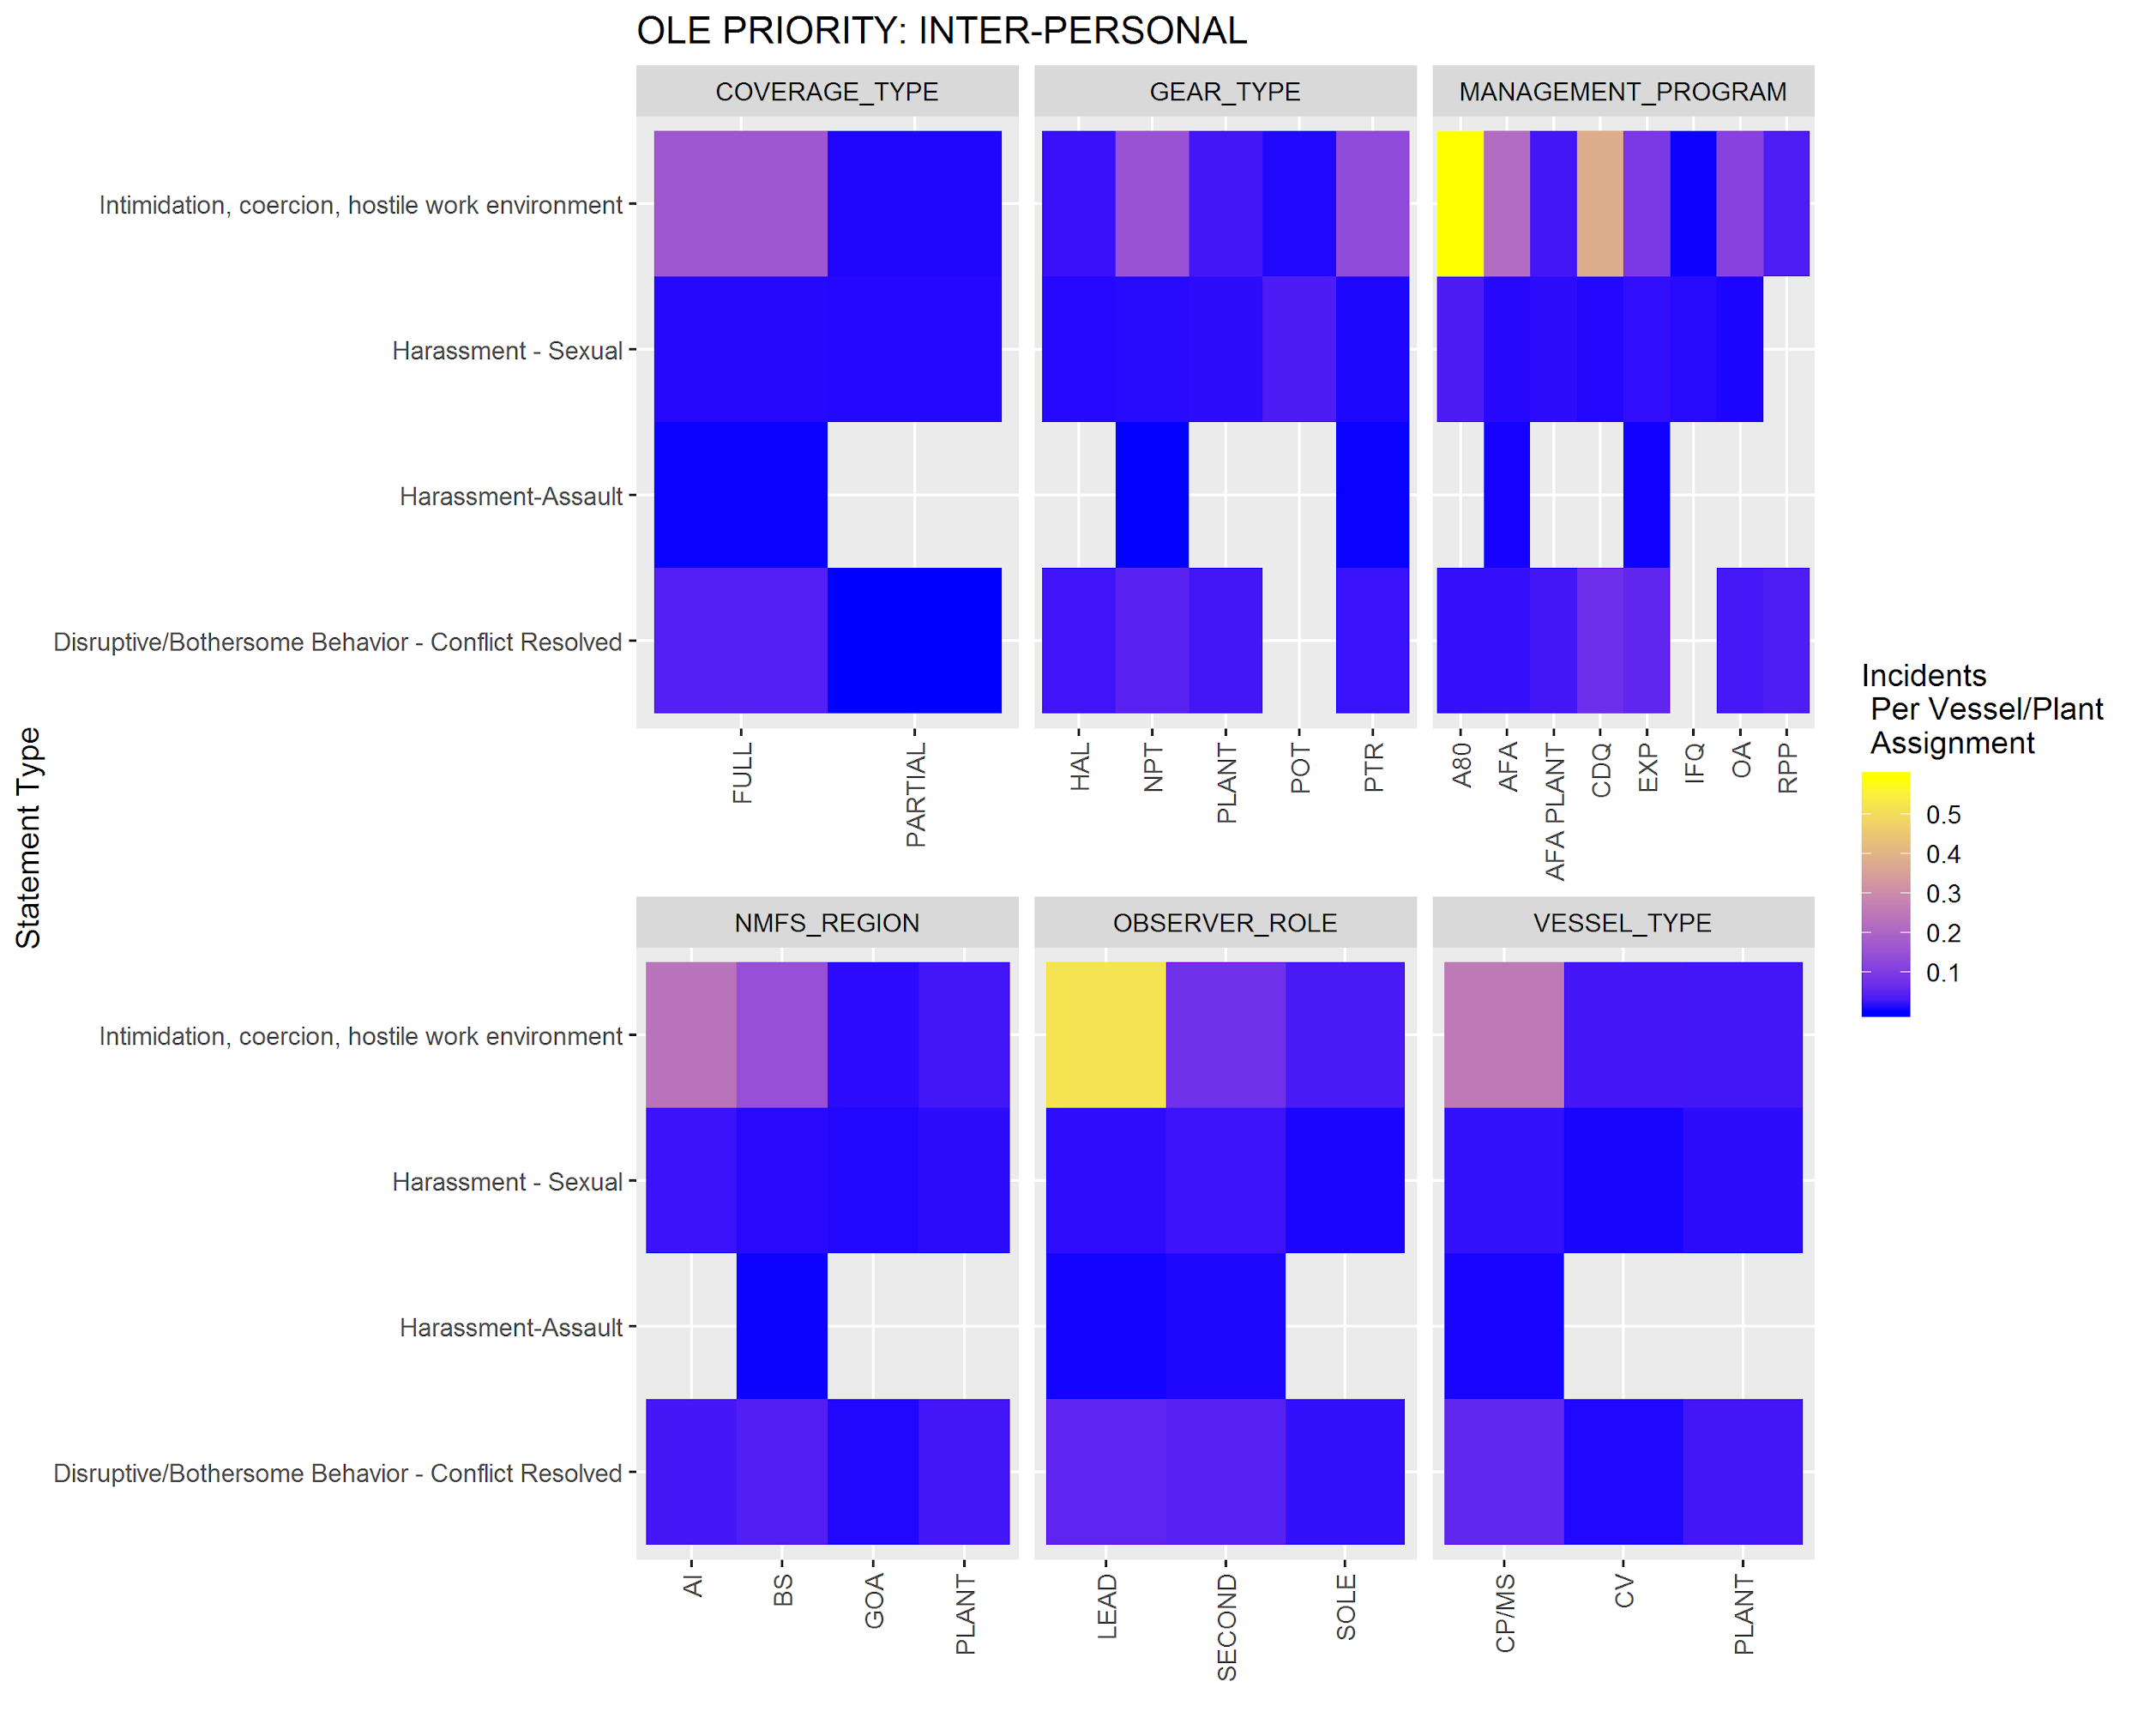 OLE PRIORITY: INTER-PERSONAL
COVERAGE_TYPE
GEAR_TYPE
MANAGEMENT_PROGRAM
Intimidation, coercion, hostile work environment
Harassment - Sexual
Harassment-Assault
Disruptive/Bothersome Behavior - Conflict Resolved
FULL
PARTIAL
HAL
NPT
PLANT
POT
PTR
A80
AFA
AFA PLANT
CDQ
EXP
IFQ
OA
RPP
Statement Type
NMFS_REGION
OBSERVER_ROLE
VESSEL_TYPE
Intimidation, coercion, hostile work environment
Harassment - Sexual
Harassment-Assault
Disruptive/Bothersome Behavior - Conflict Resolved
AI
BS
GOA
PLANT
LEAD
SECOND
SOLE
CP/MS
CV
PLANT
Incidents
Per Vessel/Plant
Assignment
0.5
0.4
0.3
0.2
0.1